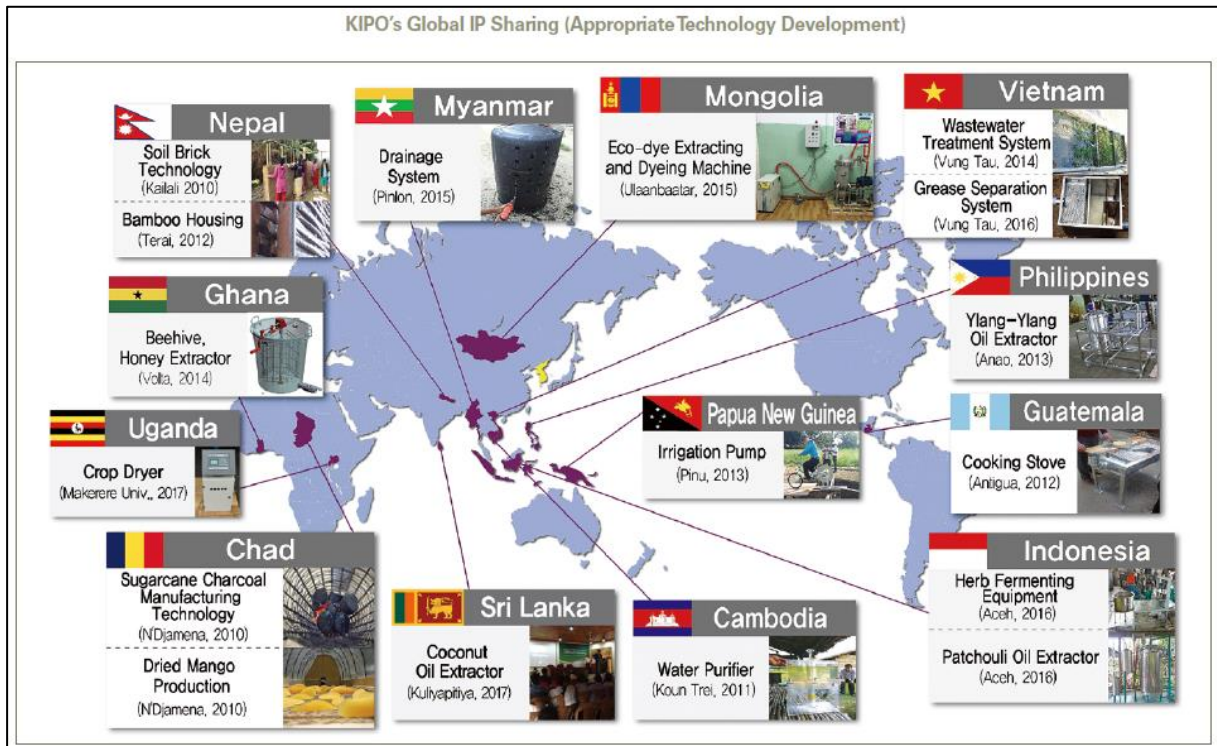 KIPO's Global IP Sharing (Appropriate Technology Development)
Nepal
Soil Brick
Technology
(Kailali 2010)
Bamboo Housing
(Terai, 2012)
Myanmar
Drainage
System
(Pinlon, 2015)
Mongolia
Eco-dye Extracting
and Dyeing Machine
(Ulaanbaatar, 2015)
Vietnam
Wastewater
Treatment System
(Vung Tau, 2014)
Grease Separation
System
(Vung Tau, 2016)
Ghana
Beehive,
Honey Extractor
(Volta, 2014)
Philippines
Ylang-Ylang
Oil Extractor
(Anao, 2013)
Uganda
Crop Dryer
(Makerere Univ., 2017)
Papua New Guinea
Irrigation Pump
(Pinu, 2013)
Guatemala
Cooking Stove
(Antigua, 2012)
Chad
Sugarcane Charcoal
Manufacturing
Technology
(N'Djamena, 2010)
Dried Mango
Production
(N'Djamena, 2010)
Sri Lanka
Coconut
Oil Extractor
(Kuliyapitiya, 2017)
Cambodia
Water Purifier
(Koun Trei, 2011)
Indonesia
Herb Fermenting
Equipment
(Aceh, 2016)
Patchouli Oil Extractor
(Aceh, 2016)